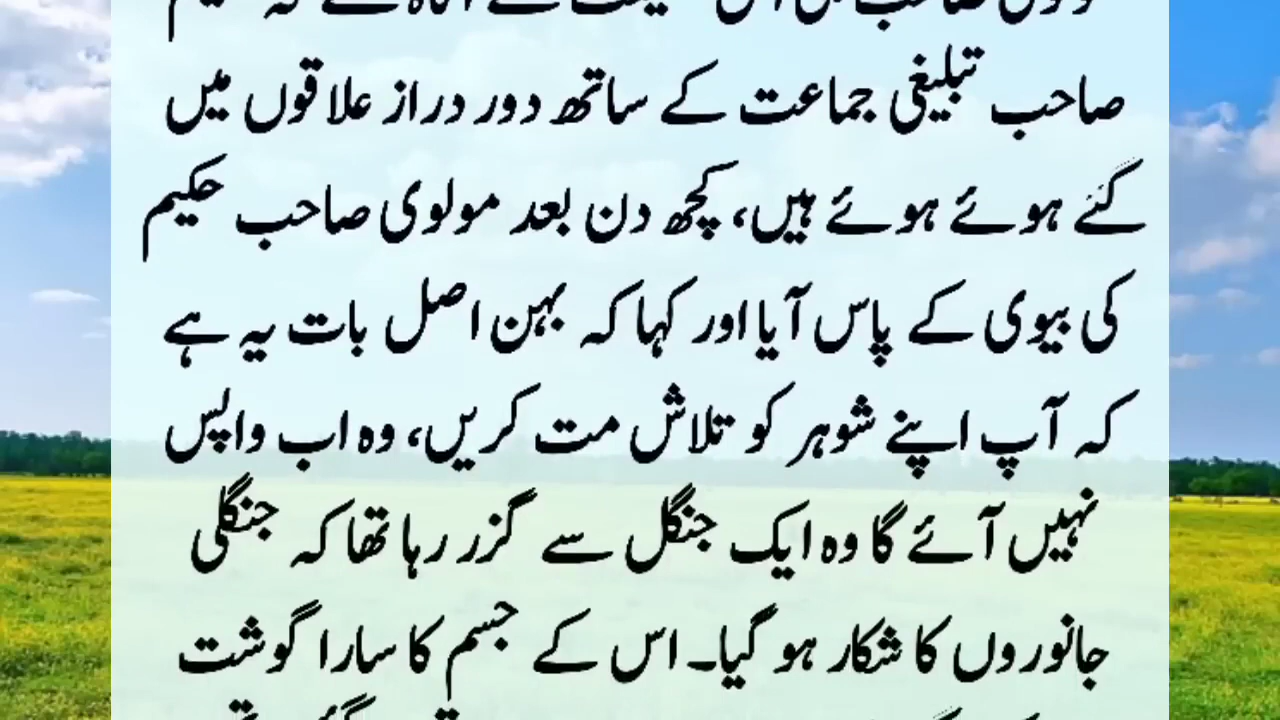 صاحب تبلیغی جماعت کے ساتھ دور دراز علاقوں میں
گئے ہوئے ہوئے ہیں، کچھ دن بعد مولوی صاحب حکیم
کی بیوی کے پاس آیا اور کہا کہ بہن اصل بات یہ ہے
کہ آپ اپنے شوہر کو تلاش مت کریں، وہ اب واپس
نہیں آئے گا وہ ایک جنگل سے گزر رہا تھا کہ جنگلی
جانوروں کا شکار ہو گیا۔ اس کے جسم کا سارا گوشت